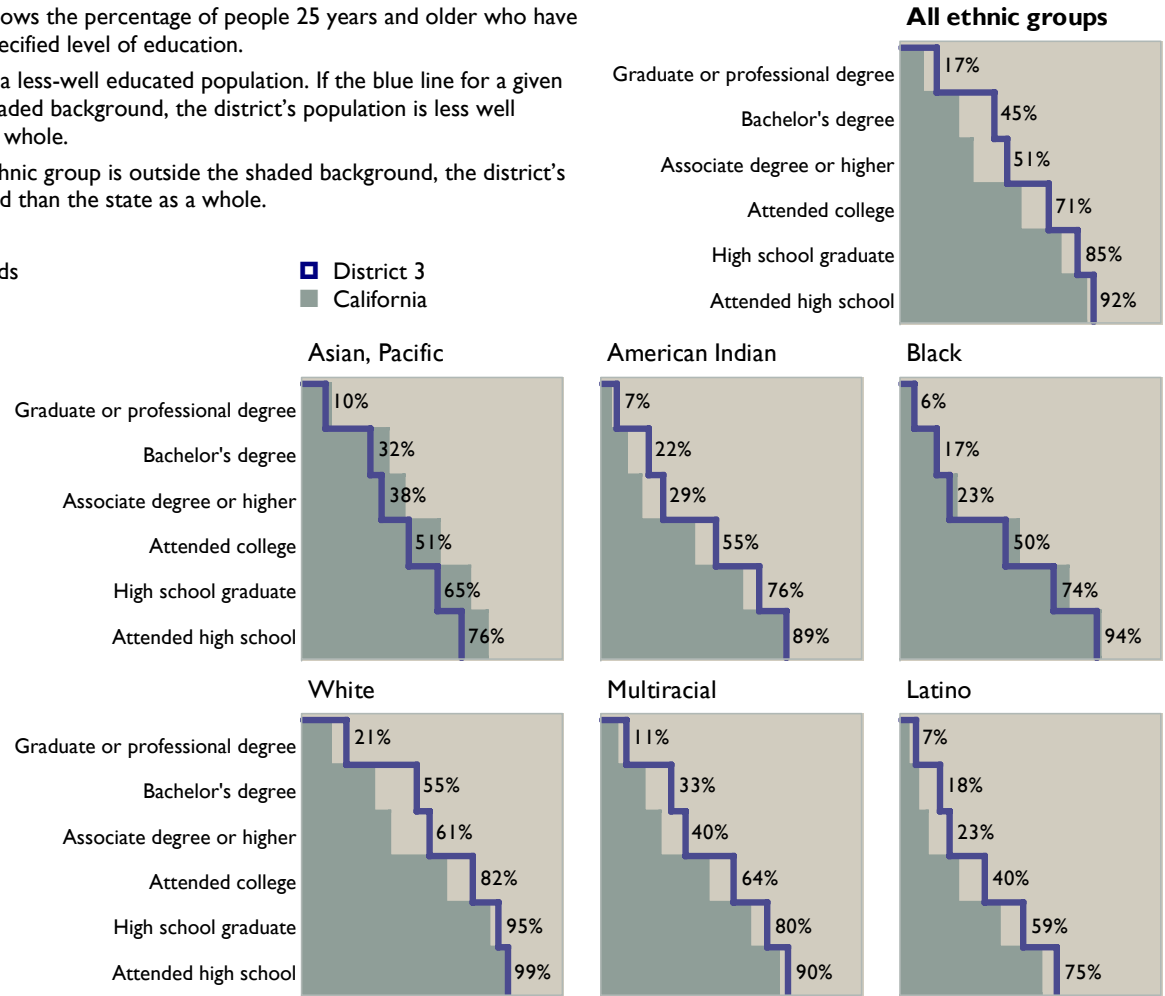 ows the percentage of people 25 years and older who have
ecified level of education.
a less-well educated population. If the blue line for a given
aded background, the district's population is less well
whole.
hnic group is outside the shaded background, the district's
d than the state as a whole.
ds
District 3
California
All ethnic groups
Graduate or professional degree 17%
Bachelor's degree 45%
Associate degree or higher 51%
Attended college 71%
High school graduate 85%
Attended high school 92%
Asian, Pacific
American Indian
Black
Graduate or professional degree 10% 7% 6%
Bachelor's degree 32% 22% 17%
Associate degree or higher 38% 29% 23%
Attended college 51% 55% 50%
High school graduate 65% 76% 74%
Attended high school 76% 89% 94%
White
Multiracial
Latino
Graduate or professional degree 21% 11% 7%
Bachelor's degree 55% 33% 18%
Associate degree or higher 61% 40% 23%
Attended college 82% 64% 40%
High school graduate 95% 80% 59%
Attended high school 99% 90% 75%